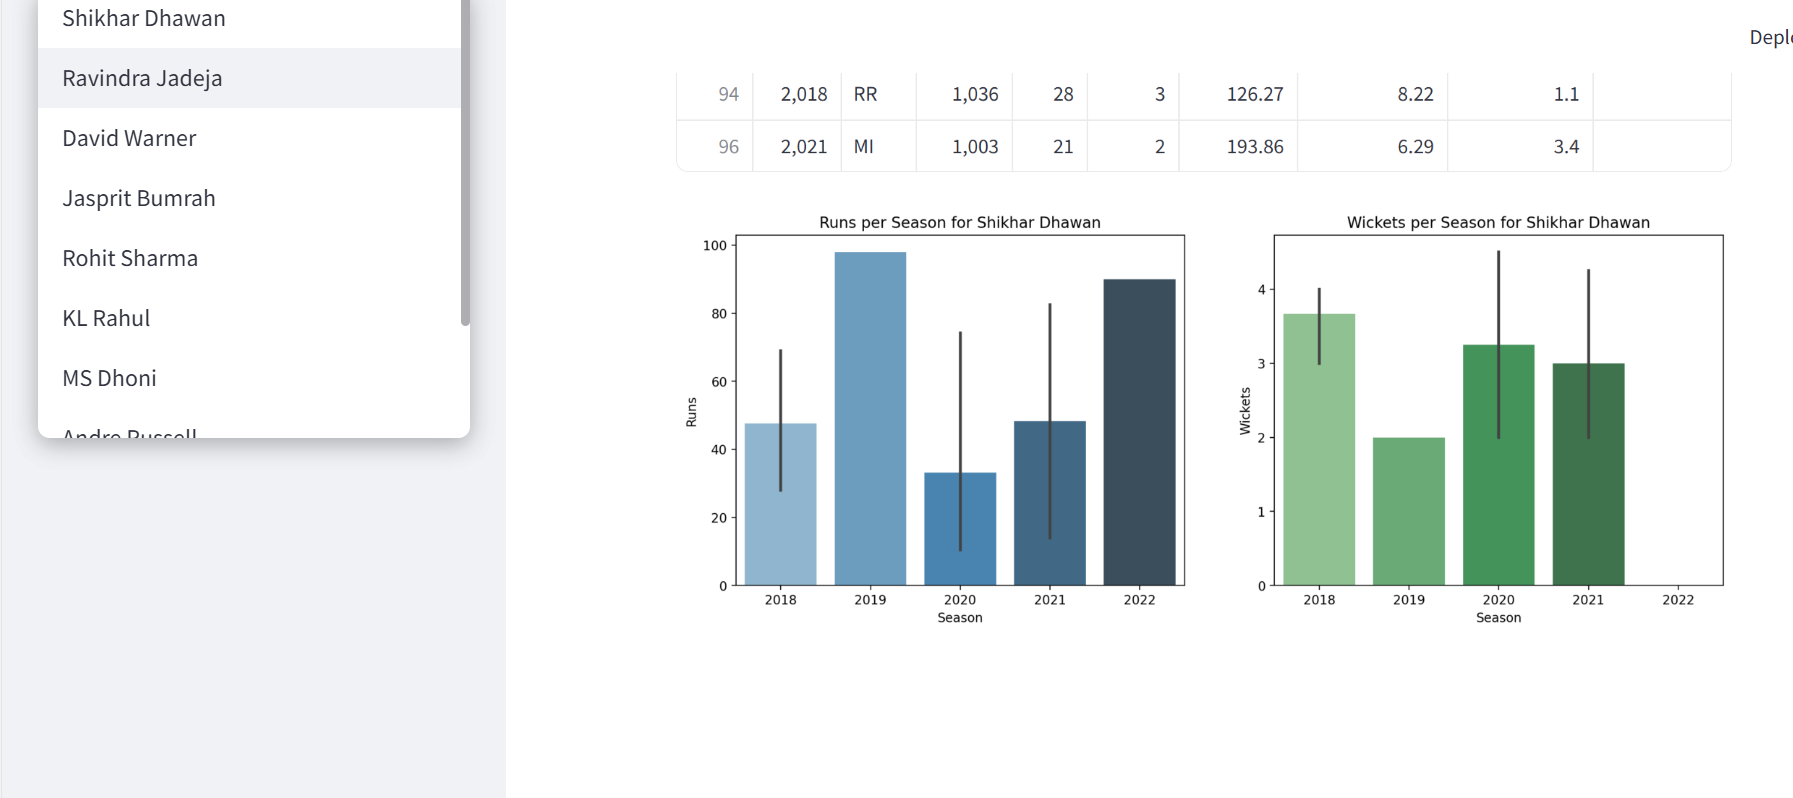 Shikhar Dhawan
Ravindra Jadeja
David Warner
Jasprit Bumrah
Rohit Sharma
KL Rahul
MS Dhoni
Andre Russell
Deplo
94 2,018 RR 1,036 28 3 126.27 8.22 1.1
96 2,021 MI 1,003 21 2 193.86 6.29 3.4
Runs per Season for Shikhar Dhawan
100
80
60
40
20
0
Runs
2018 2019 2020 2021 2022
Season
Wickets per Season for Shikhar Dhawan
4
3
2
1
0
Wickets
2018 2019 2020 2021 2022
Season